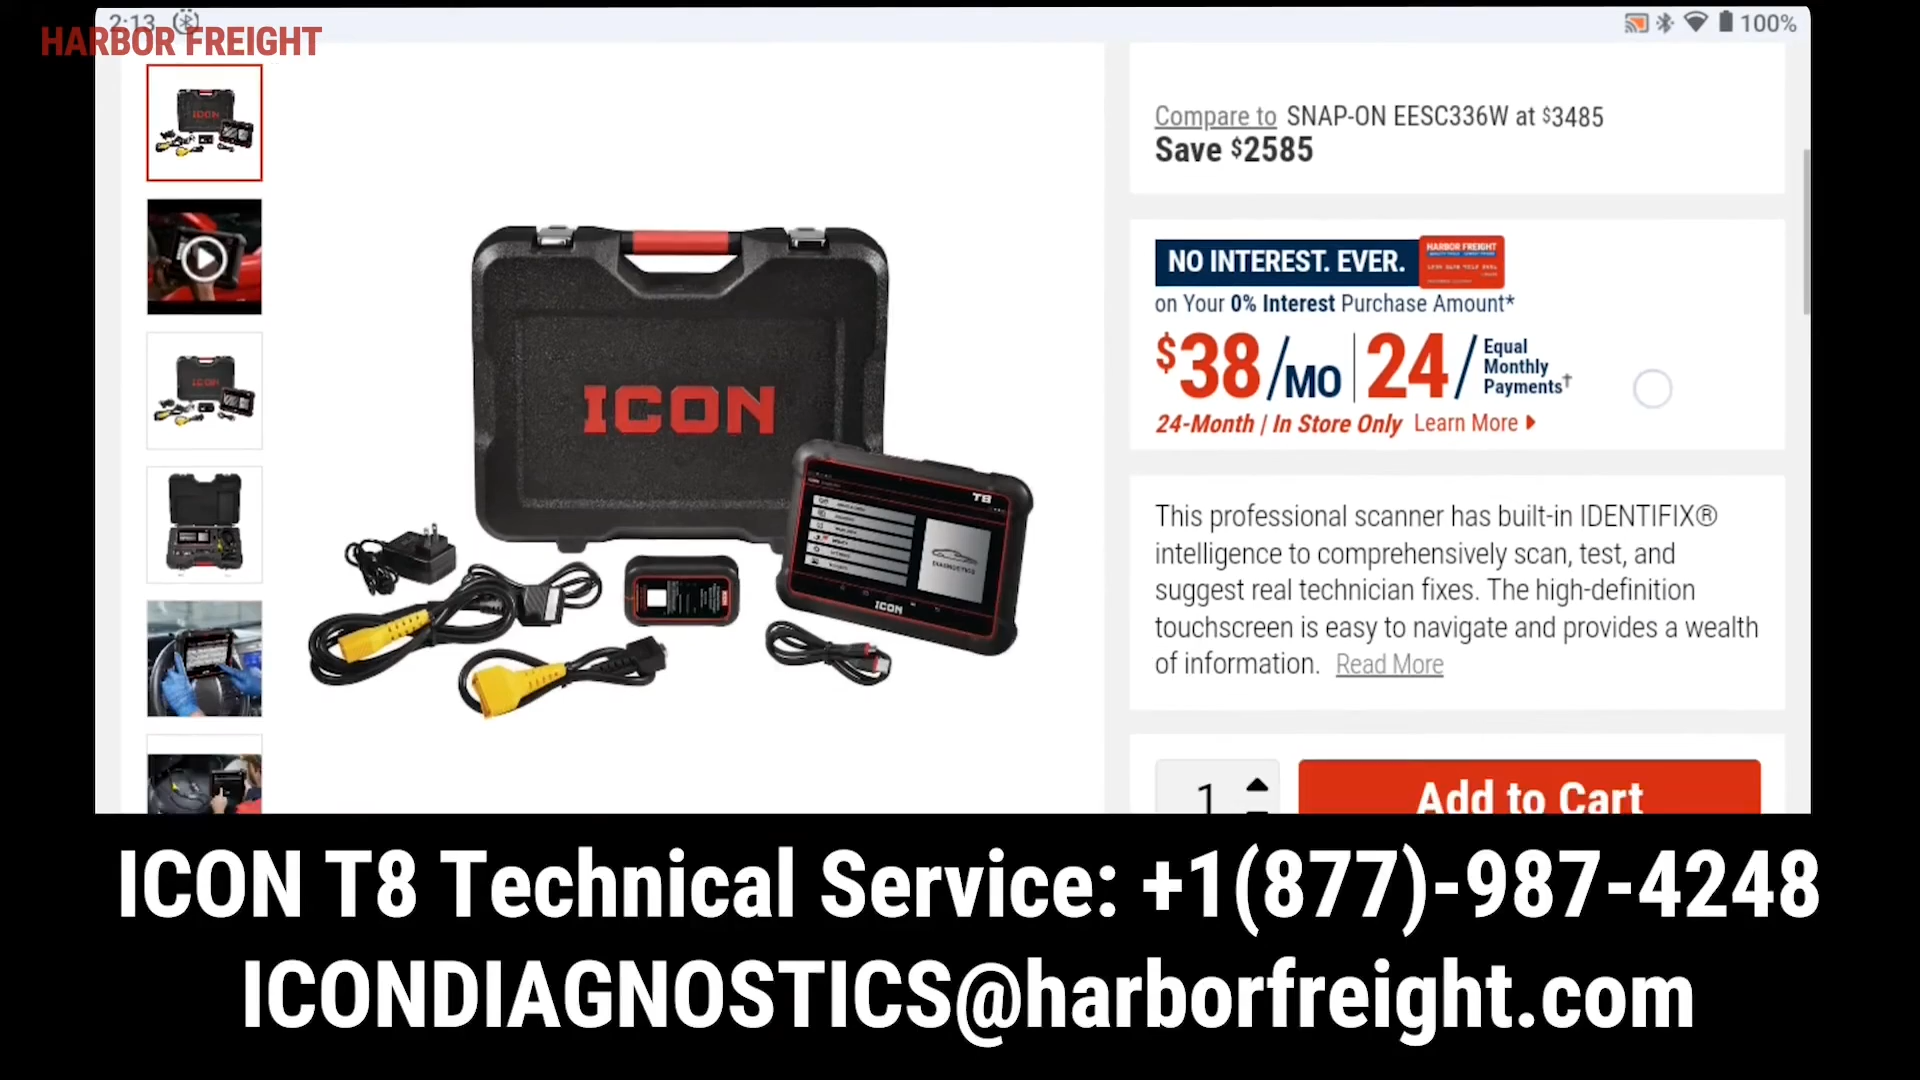 2:13
100%
HARBOR FREIGHT
Compare to SNAP-ON EESC336W at $3485
Save $2585
NO INTEREST. EVER.
HARBOR FREIGHT
on Your 0% Interest Purchase Amount*
$38/MO 24/ Equal
Monthly
Payments†
24-Month / In Store Only Learn More
ICON
T8
DIAGNOSTICS
ICON
This professional scanner has built-in IDENTIFIX®
intelligence to comprehensively scan, test, and
suggest real technician fixes. The high-definition
touchscreen is easy to navigate and provides a wealth
of information. Read More
1
Add to Cart
ICON T8 Technical Service: +1(877)-987-4248
ICONDIAGNOSTICS@harborfreight.com